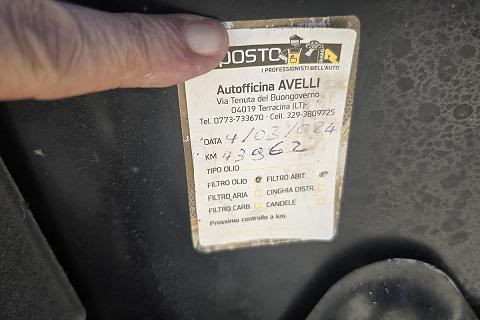 POSTO
I PROFESSIONISTI DELL'AUTO
Autofficina AVELLI
Via Tenuta del Buongoverno
04019 Terracina (LT)
Tel. 0773-733670 - Cell. 329-3809725
DATA 4/03/024
KM 43962
TIPO OLIO
FILTRO OLIO FILTRO ABIT.
FILTRO ARIA CINGHIA DISTR.
FILTRO CARB. CANDELE
Prossimo controllo a km